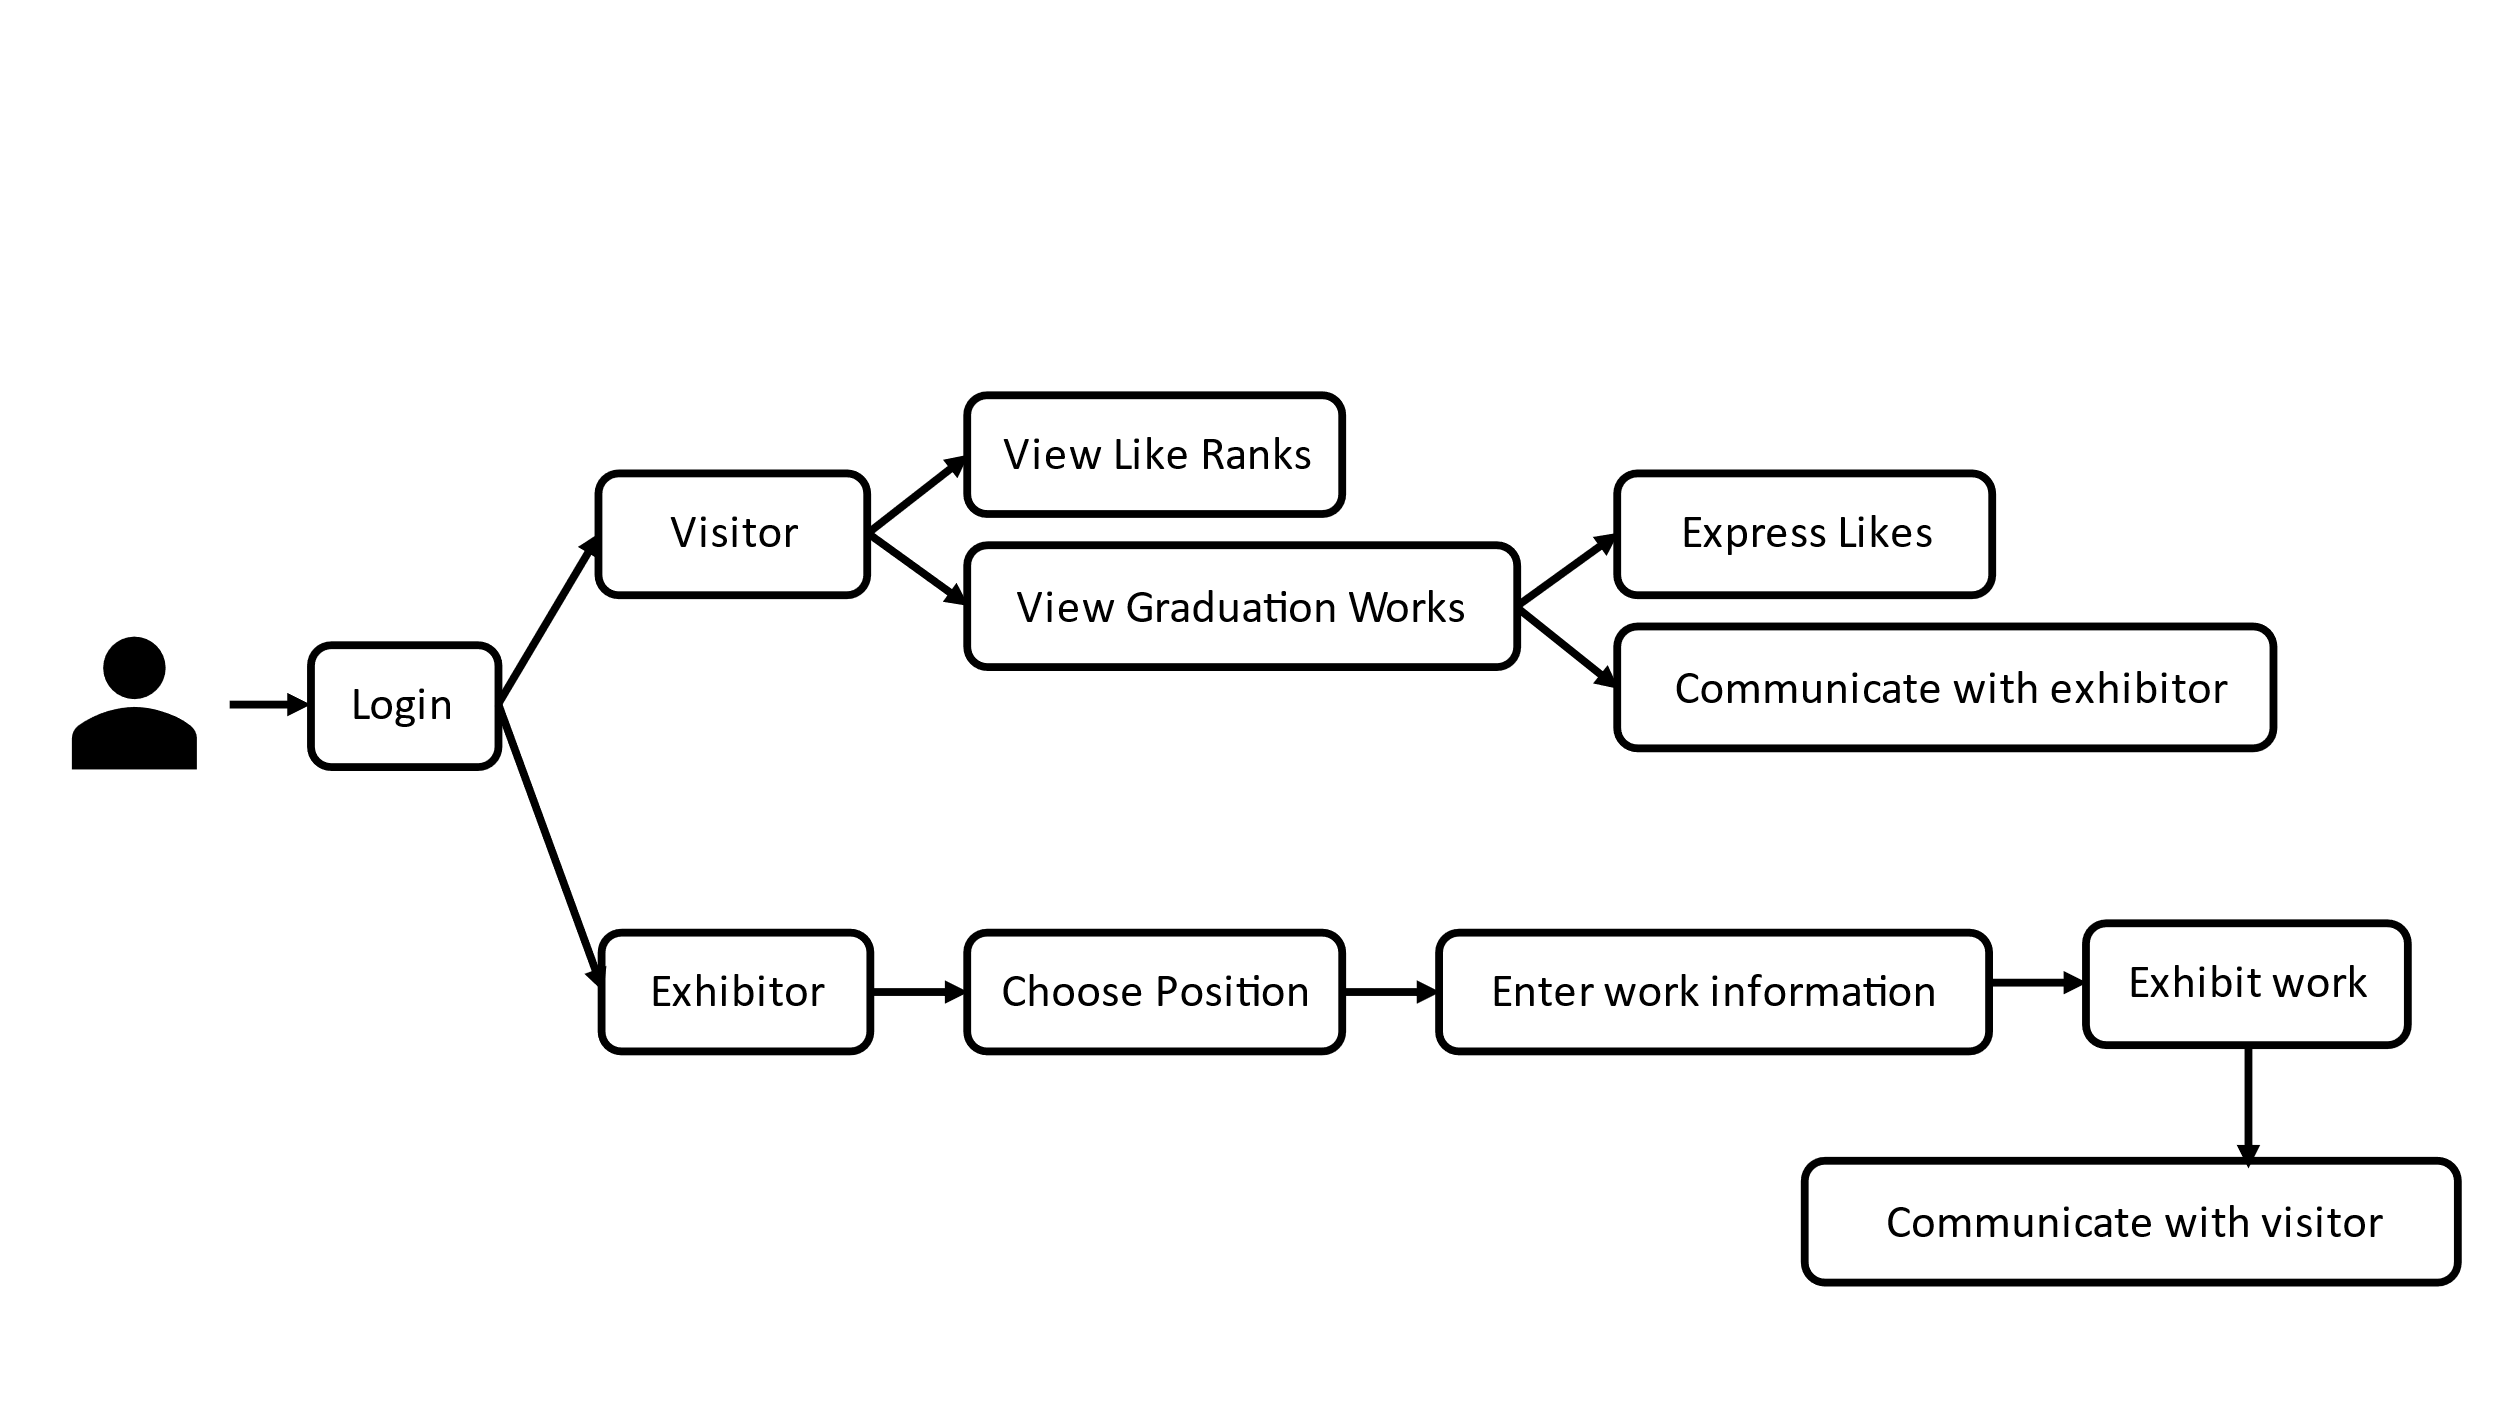 Login
Visitor
View Like Ranks
View Graduation Works
Express Likes
Communicate with exhibitor
Exhibitor
Choose Position
Enter work information
Exhibit work
Communicate with visitor